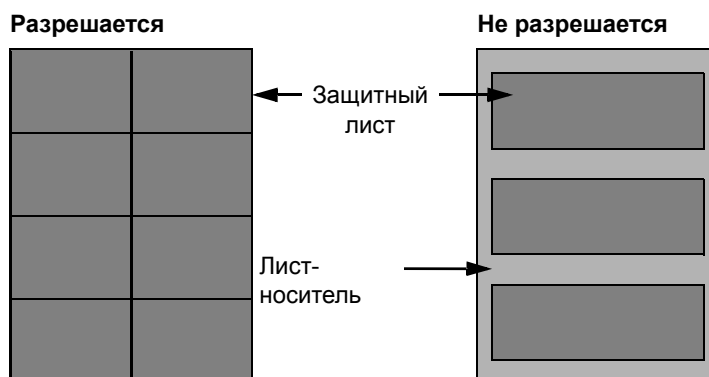 Разрешается
Не разрешается
Защитный
лист
Лист-
носитель